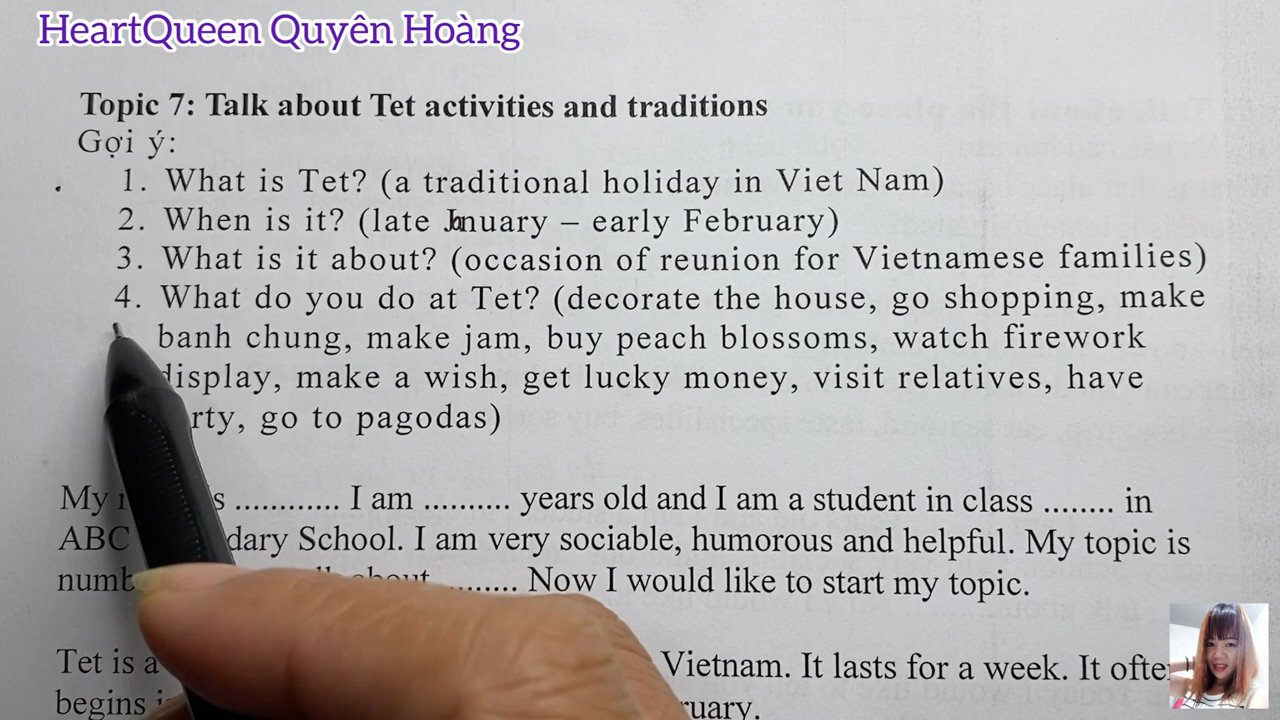 HeartQueen Quyên Hoàng
Topic 7: Talk about Tet activities and traditions
Gợi ý:
1. What is Tet? (a traditional holiday in Viet Nam)
2. When is it? (late January – early February)
3. What is it about? (occasion of reunion for Vietnamese families)
4. What do you do at Tet? (decorate the house, go shopping, make
banh chung, make jam, buy peach blossoms, watch firework
display, make a wish, get lucky money, visit relatives, have
go to pagodas)
My ............ I am .......... years old and I am a student in class ........ in
ABC School. I am very sociable, humorous and helpful. My topic is
about ......... Now I would like to start my topic.
Tet is a Vietnam. It lasts for a week. It often
begins